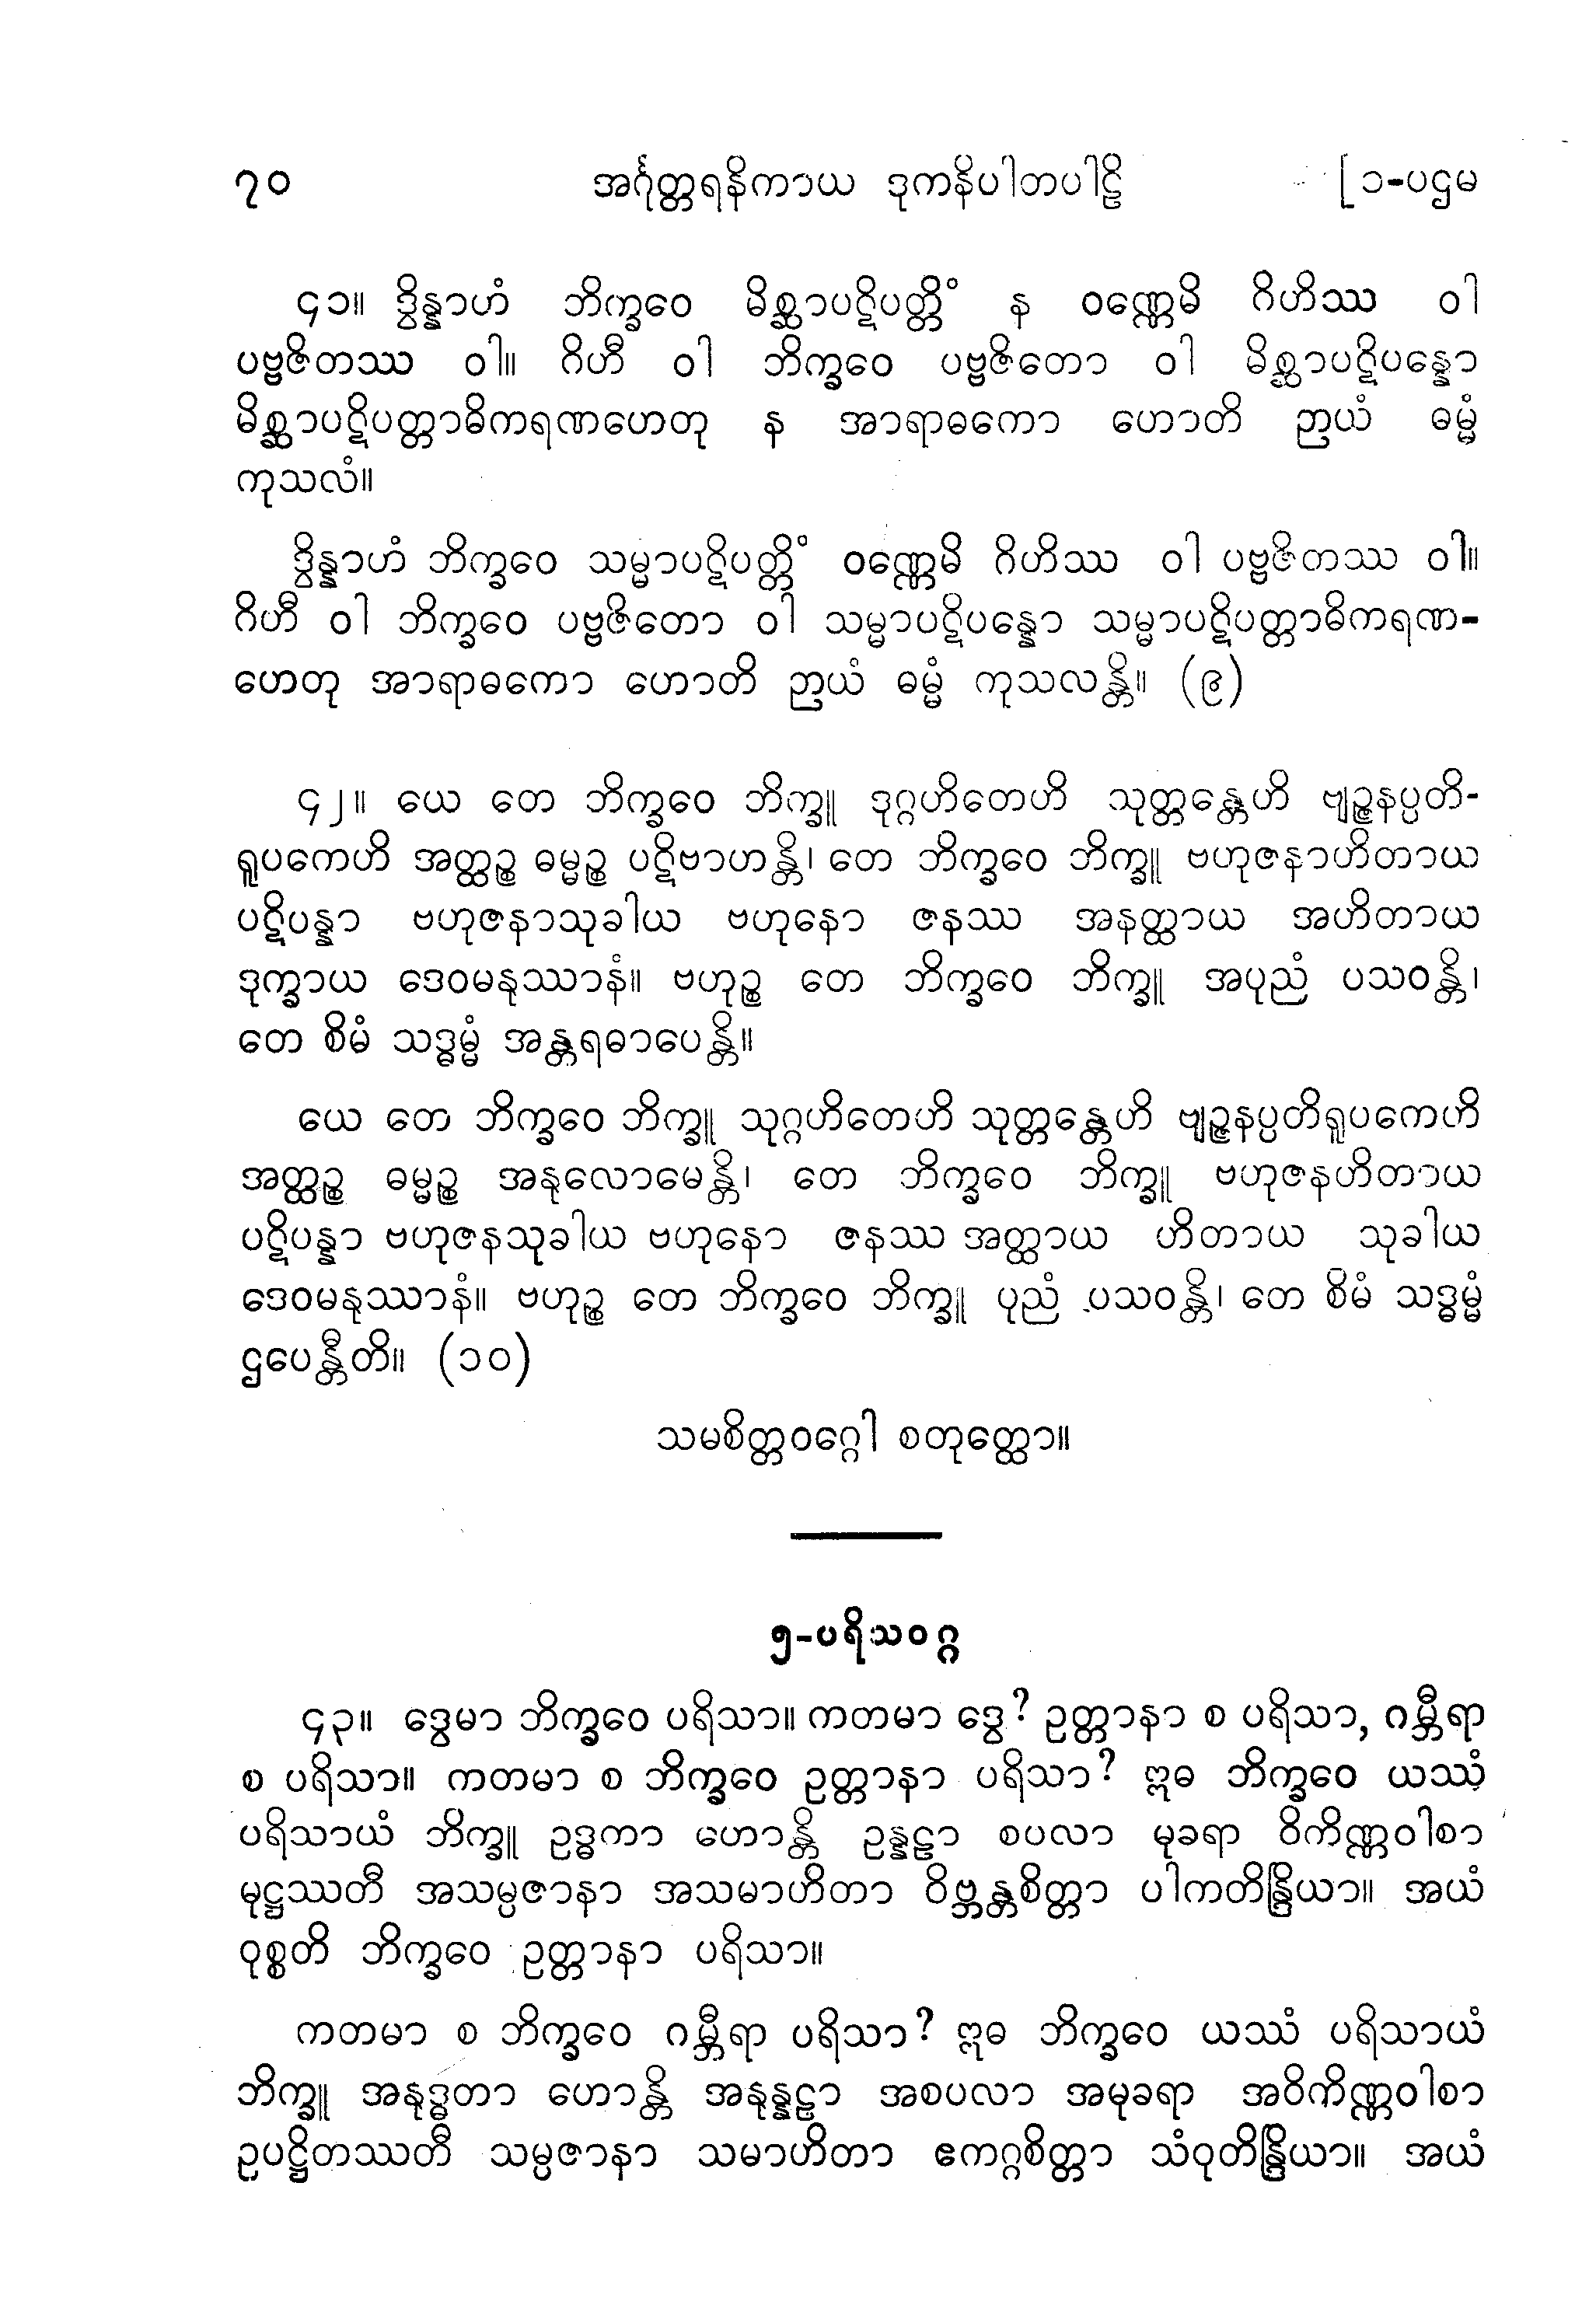 ၇၀ အင်္ဂုတ္တရနိကာယ ဒုကနိပါတပါဠိ [၁-ပဌမ
၄၁။ ဒွိန္နာဟံ ဘိက္ခဝေ မိစ္ဆာပဋိပတ္တိံ န ဝဏ္ဏေမိ ဂိဟိဿ ဝါ
ပဗ္ဗဇိတဿ ဝါ။ ဂိဟီ ဝါ ဘိက္ခဝေ ပဗ္ဗဇိတော ဝါ မိစ္ဆာပဋိပန္နော
မိစ္ဆာပဋိပတ္တာဓိကရဏဟေတု န အာရာဓကော ဟောတိ ဉာယံ ဓမ္မံ
ကုသလံ။
ဒွိန္နာဟံ ဘိက္ခဝေ သမ္မာပဋိပတ္တိံ ဝဏ္ဏေမိ ဂိဟိဿ ဝါ ပဗ္ဗဇိတဿ ဝါ။
ဂိဟီ ဝါ ဘိက္ခဝေ ပဗ္ဗဇိတော ဝါ သမ္မာပဋိပန္နော သမ္မာပဋိပတ္တာဓိကရဏ-
ဟေတု အာရာဓကော ဟောတိ ဉာယံ ဓမ္မံ ကုသလန္တိ။ (၉)
၄၂။ ယေ တေ ဘိက္ခဝေ ဘိက္ခူ ဒုဂ္ဂဟိတေဟိ သုတ္တန္တေဟိ ဗျဉ္ဇနပ္ပတိ-
ရူပကေဟိ အတ္ထဉ္စ ဓမ္မဉ္စ ပဋိဗာဟန္တိ၊ တေ ဘိက္ခဝေ ဘိက္ခူ ဗဟုဇနာဟိတာယ
ပဋိပန္နာ ဗဟုဇနာသုခါယ ဗဟုနော ဇနဿ အနတ္ထာယ အဟိတာယ
ဒုက္ခာယ ဒေဝမနုဿာနံ။ ဗဟုဉ္စ တေ ဘိက္ခဝေ ဘိက္ခူ အပုညံ ပသဝန္တိ၊
တေ စိမံ သဒ္ဓမ္မံ အန္တရဓာပေန္တိ။
ယေ တေ ဘိက္ခဝေ ဘိက္ခူ သုဂ္ဂဟိတေဟိ သုတ္တန္တေဟိ ဗျဉ္ဇနပ္ပတိရူပကေဟိ
အတ္ထဉ္စ ဓမ္မဉ္စ အနုလောမေန္တိ၊ တေ ဘိက္ခဝေ ဘိက္ခူ ဗဟုဇနဟိတာယ
ပဋိပန္နာ ဗဟုဇနသုခါယ ဗဟုနော ဇနဿ အတ္ထာယ ဟိတာယ သုခါယ
ဒေဝမနုဿာနံ။ ဗဟုဉ္စ တေ ဘိက္ခဝေ ဘိက္ခူ ပုညံ ပသဝန္တိ၊ တေ စိမံ သဒ္ဓမ္မံ
ဌပေန္တီတိ။ (၁၀)
သမစိတ္တဝဂ္ဂေါ စတုတ္ထော။
၅-ပရိသဝဂ္ဂ
၄၃။ ဒွေမာ ဘိက္ခဝေ ပရိသာ။ ကတမာ ဒွေ? ဥတ္တာနာ စ ပရိသာ, ဂမ္ဘီရာ
စ ပရိသာ။ ကတမာ စ ဘိက္ခဝေ ဥတ္တာနာ ပရိသာ? ဣဓ ဘိက္ခဝေ ယဿံ
ပရိသာယံ ဘိက္ခူ ဥဒ္ဓတာ ဟောန္တိ ဥန္နဠာ စပလာ မုခရာ ဝိကိဏ္ဏဝါစာ
မုဋ္ဌဿတီ အသမ္ပဇာနာ အသမာဟိတာ ဝိဗ္ဘန္တစိတ္တာ ပါကတိန္ဒြိယာ။ အယံ
ဝုစ္စတိ ဘိက္ခဝေ ဥတ္တာနာ ပရိသာ။
ကတမာ စ ဘိက္ခဝေ ဂမ္ဘီရာ ပရိသာ? ဣဓ ဘိက္ခဝေ ယဿံ ပရိသာယံ
ဘိက္ခူ အနုဒ္ဓတာ ဟောန္တိ အနုန္နဠာ အစပလာ အမုခရာ အဝိကိဏ္ဏဝါစာ
ဥပဋ္ဌိတဿတီ သမ္ပဇာနာ သမာဟိတာ ဧကဂ္ဂစိတ္တာ သံဝုတိန္ဒြိယာ။ အယံ